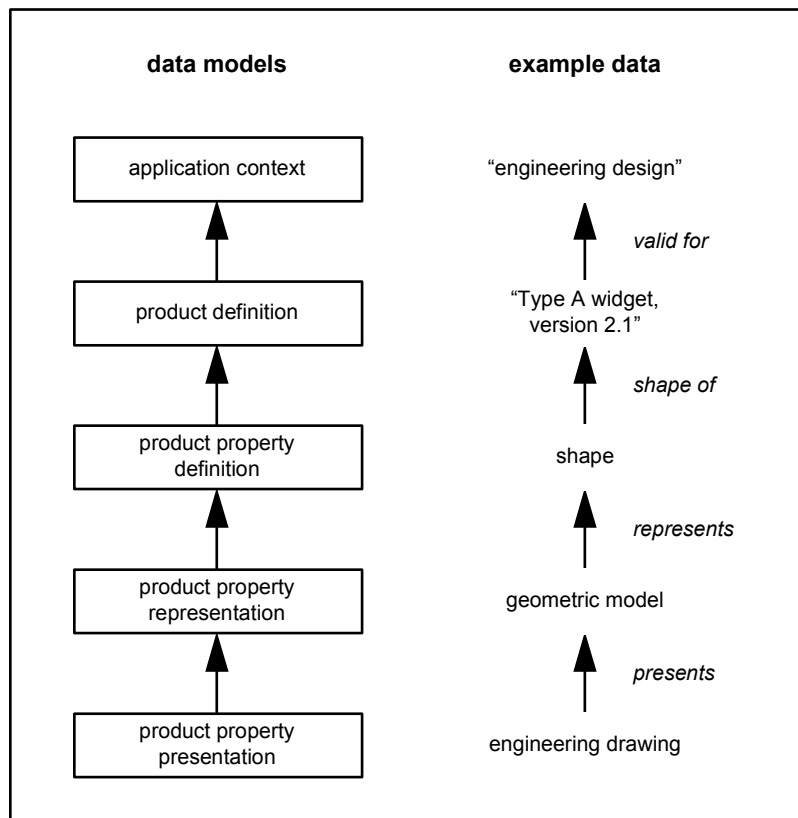 data models
example data
application context
“engineering design”
valid for
product definition
“Type A widget,
version 2.1”
shape of
product property
definition
shape
represents
product property
representation
geometric model
presents
product property
presentation
engineering drawing